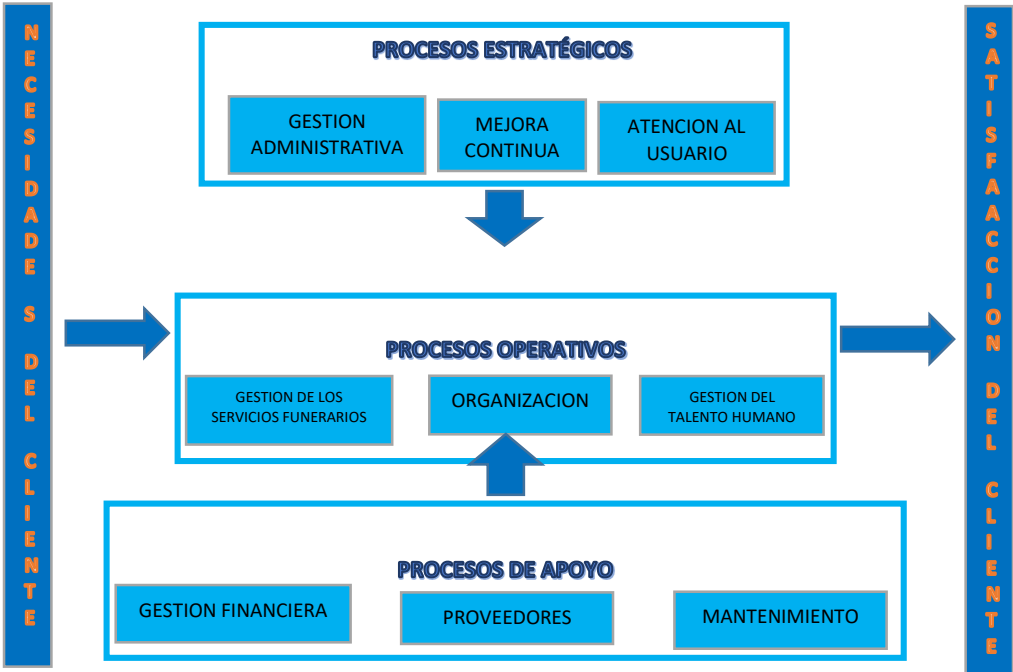 NECESIDADE S DEL CLIENTE
PROCESOS ESTRATÉGICOS
GESTION
ADMINISTRATIVA
MEJORA
CONTINUA
ATENCION AL
USUARIO
PROCESOS OPERATIVOS
GESTION DE LOS
SERVICIOS FUNERARIOS
ORGANIZACION
GESTION DEL
TALENTO HUMANO
PROCESOS DE APOYO
GESTION FINANCIERA
PROVEEDORES
MANTENIMIENTO
SATISFAACCION DEL CLIENTE